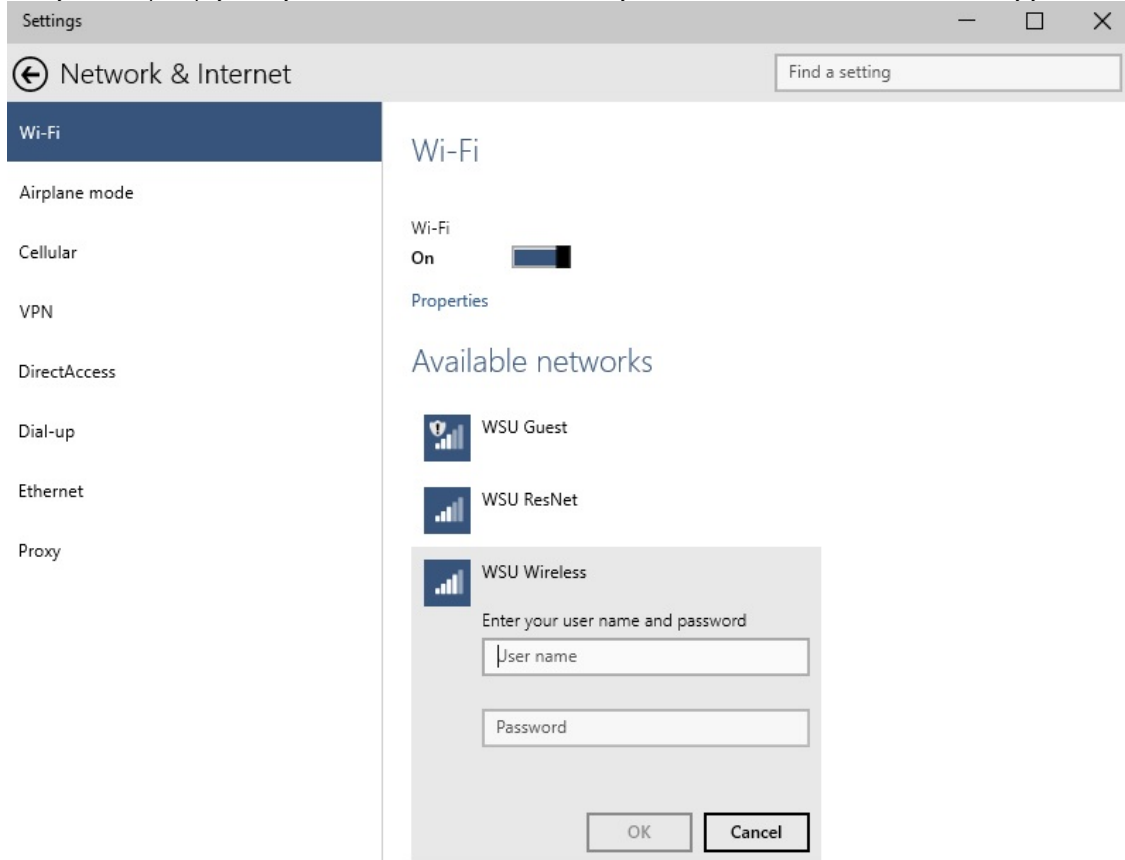 Settings
Network & Internet
Find a setting
Wi-Fi
Airplane mode
Cellular
VPN
DirectAccess
Dial-up
Ethernet
Proxy
Wi-Fi
Wi-Fi
On
Properties
Available networks
WSU Guest
WSU ResNet
WSU Wireless
Enter your user name and password
User name
Password
OK Cancel